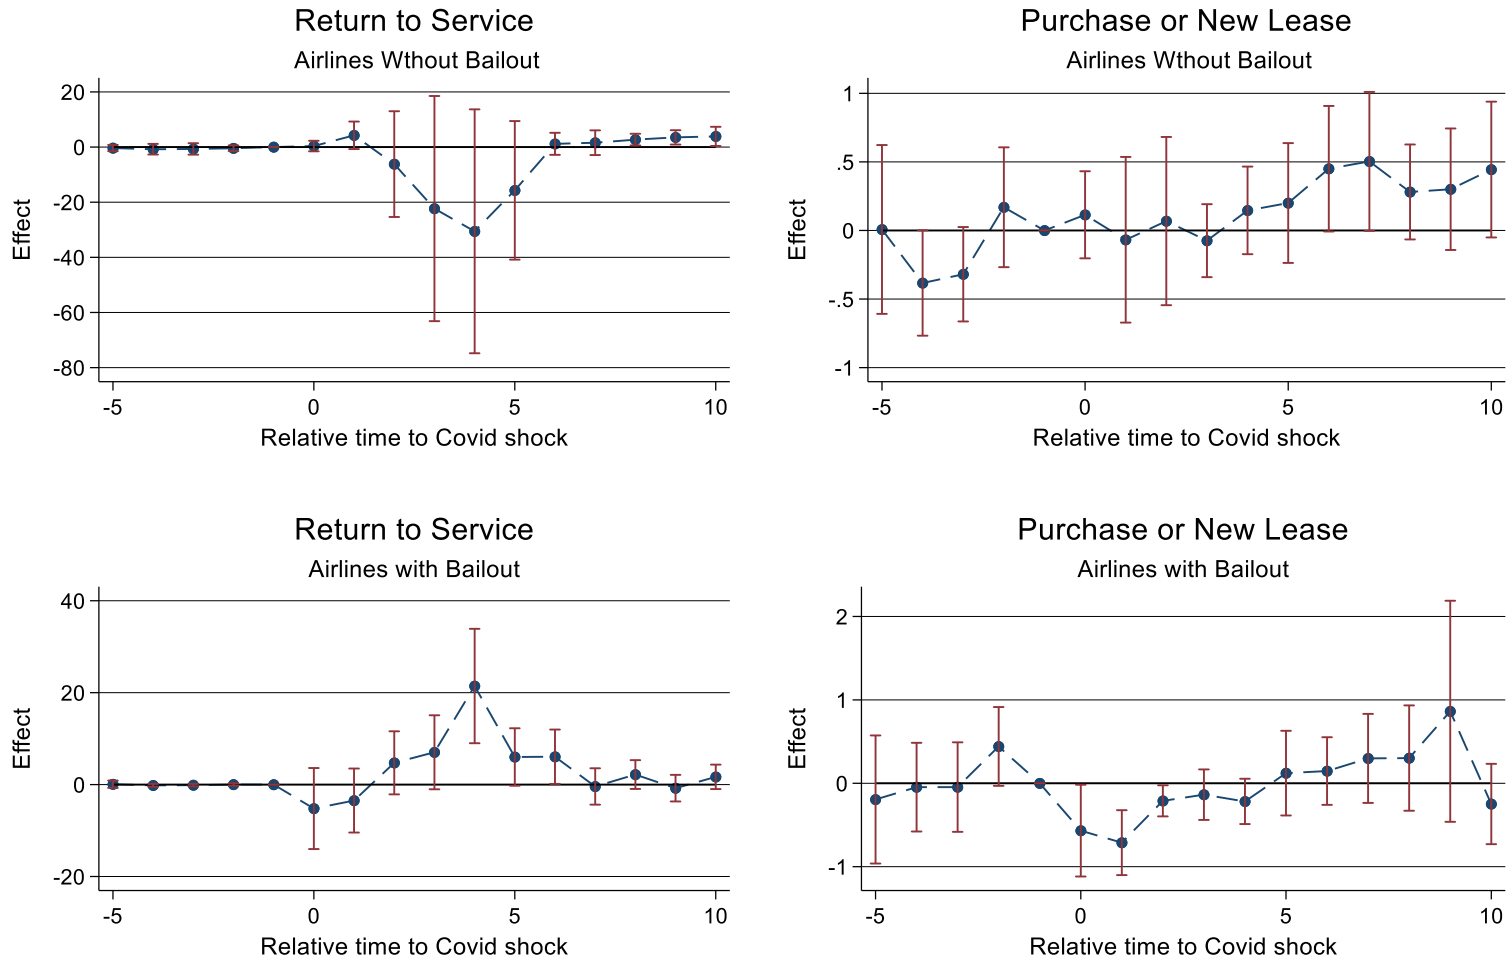 Return to Service
Airlines Wthout Bailout
Effect
20
0
-20
-40
-60
-80
-5
0
5
10
Relative time to Covid shock
Purchase or New Lease
Airlines Wthout Bailout
Effect
1
.5
0
-.5
-1
-5
0
5
10
Relative time to Covid shock
Return to Service
Airlines with Bailout
Effect
40
20
0
-20
-5
0
5
10
Relative time to Covid shock
Purchase or New Lease
Airlines with Bailout
Effect
2
1
0
-1
-5
0
5
10
Relative time to Covid shock